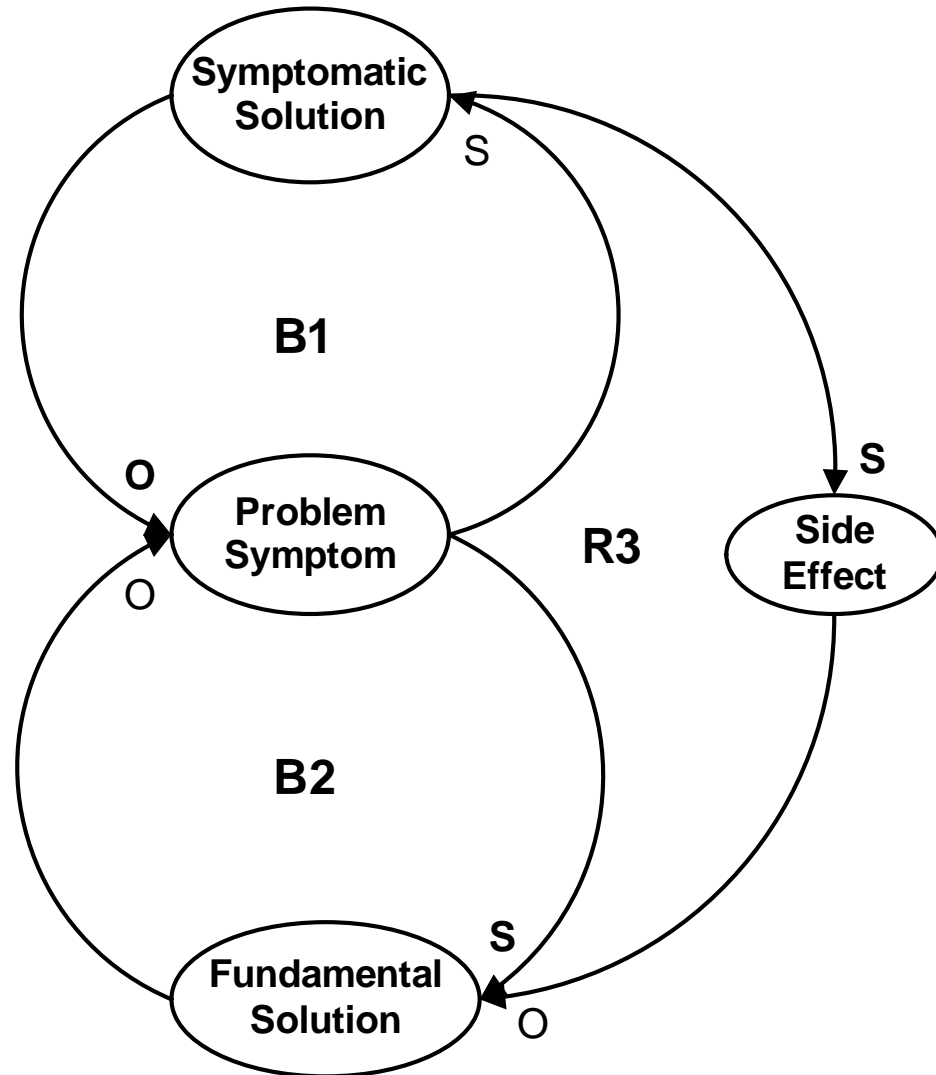 Symptomatic
Solution
S
B1
O
S
Problem
Symptom
R3
Side
Effect
O
B2
S
Fundamental
Solution
O